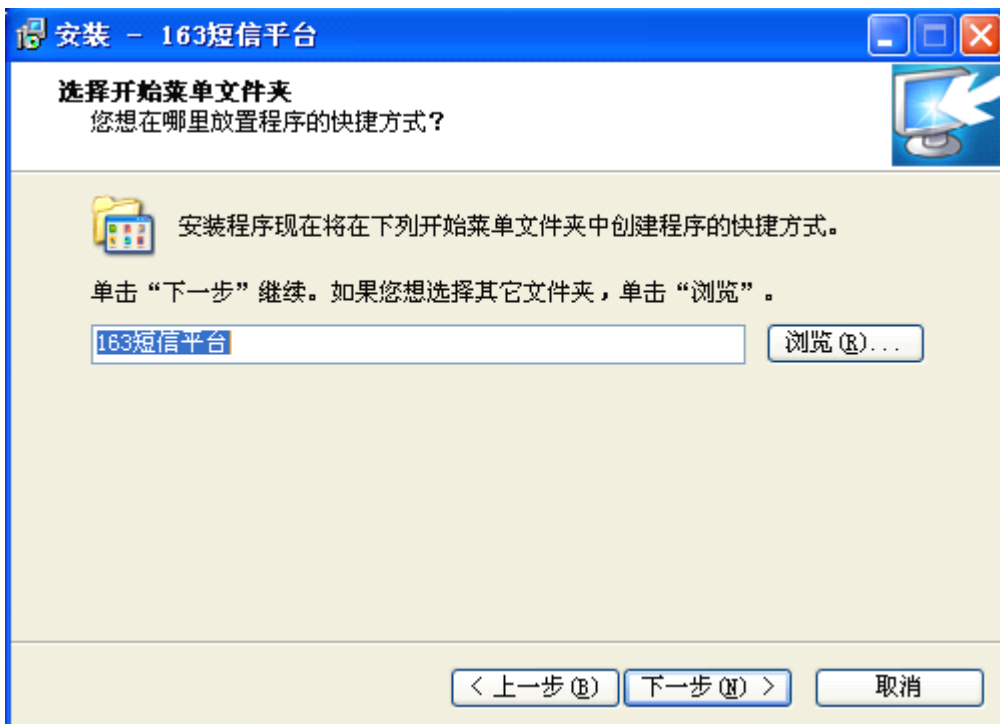 安装 - 163短信平台
选择开始菜单文件夹
您想在哪里放置程序的快捷方式？
安装程序现在将在下列开始菜单文件夹中创建程序的快捷方式。
单击“下一步”继续。如果您想选择其它文件夹，单击“浏览”。
163短信平台
浏览(R)...
< 上一步(B)
下一步(N) >
取消